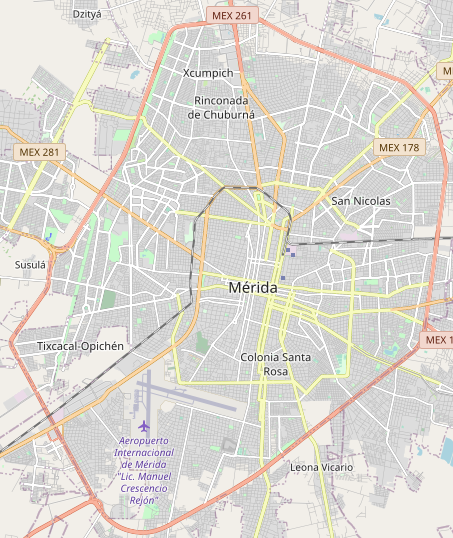 Dzityá
MEX 261
Xcumpich
M
Rinconada
de Chuburná
MEX 281
MEX 178
San Nicolas
Susulá
Mérida
MEX 1
Tixcacal-Opichén
Colonia Santa
Rosa
Aeropuerto
Internacional
de Mérida
"Lic. Manuel
Crescencio
Rejón"
Leona Vicario